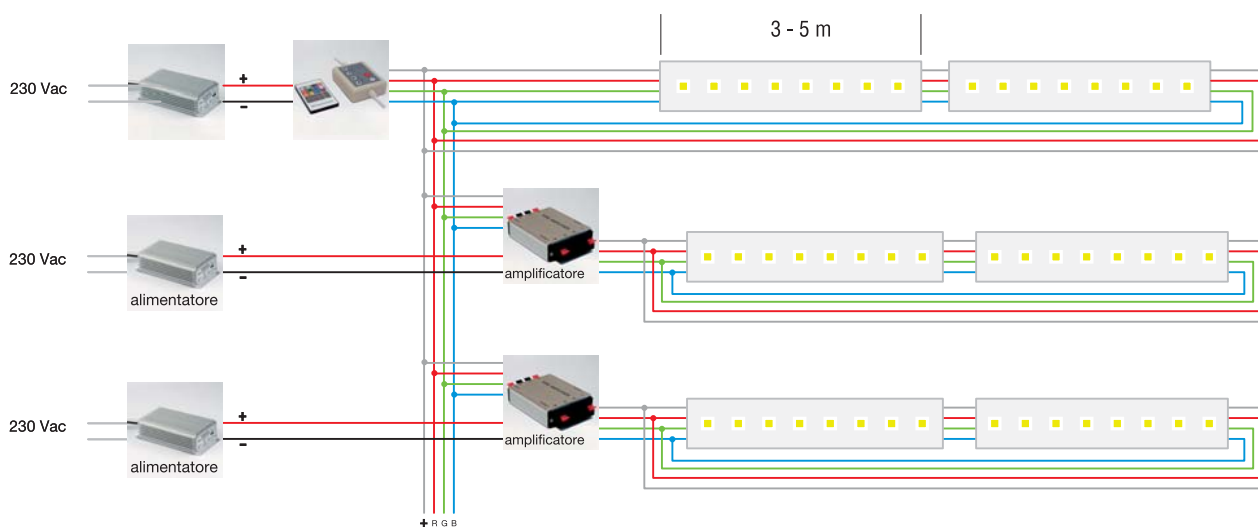 3 - 5 m
230 Vac
+
-
230 Vac
+
-
alimentatore
amplificatore
230 Vac
+
-
alimentatore
amplificatore
+ R G B